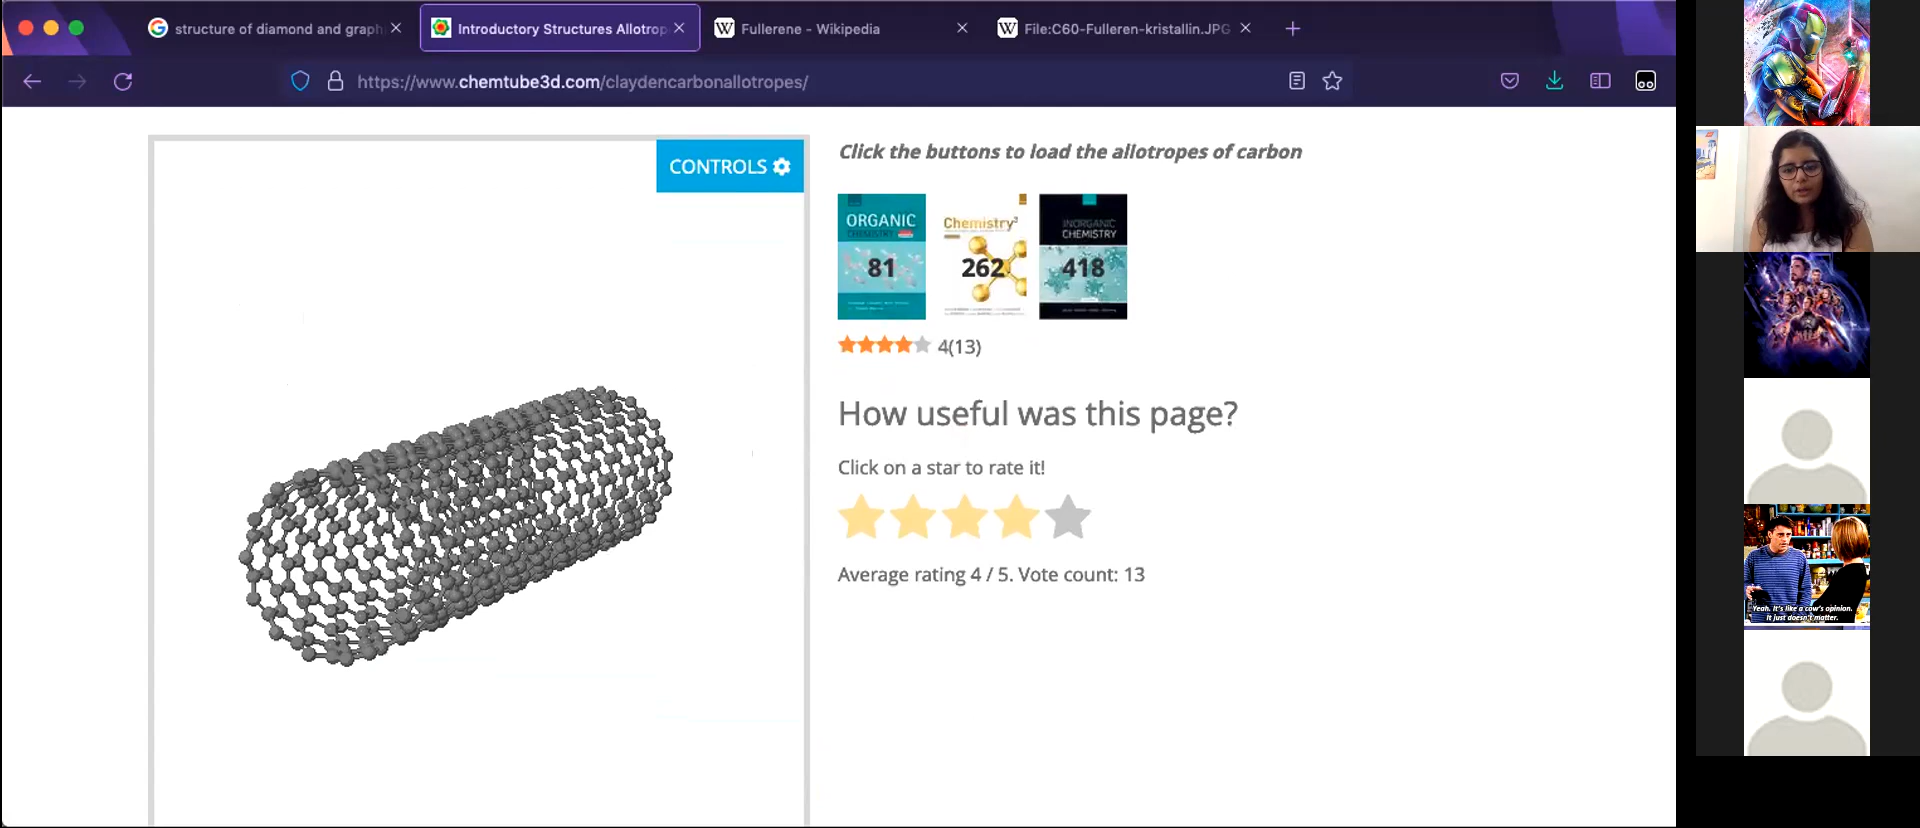 structure of diamond and graph
Introductory Structures Allotrop
Fullerene - Wikipedia
File:C60-Fulleren-kristallin.JPG
https://www.chemtube3d.com/claydencarbonallotropes/
CONTROLS
Click the buttons to load the allotropes of carbon
ORGANIC
CHEMISTRY
81
Chemistry³
262
INORGANIC
CHEMISTRY
418
4(13)
How useful was this page?
Click on a star to rate it!
Average rating 4 / 5. Vote count: 13
Yeah. It's like a cow's opinion.
It just doesn't matter.